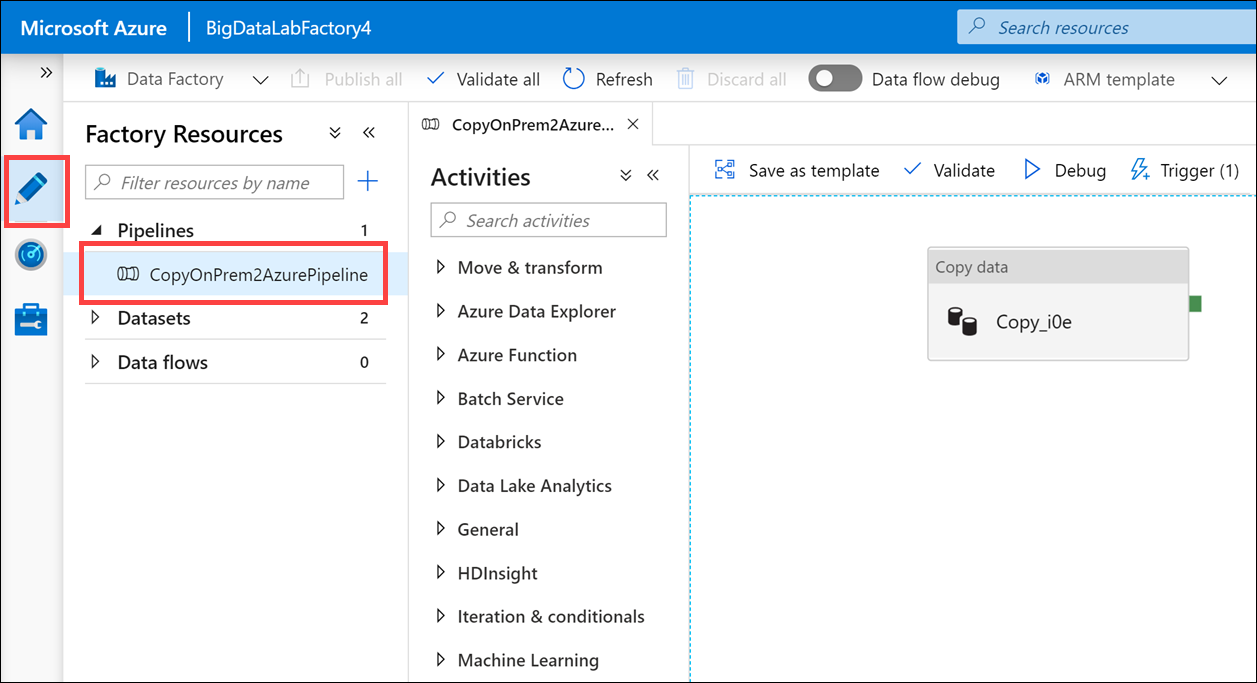 Microsoft Azure
BigDataLabFactory4
Search resources
Data Factory
Publish all
Validate all
Refresh
Discard all
Data flow debug
ARM template
Factory Resources
Filter resources by name
Pipelines 1
CopyOnPrem2AzurePipeline
Datasets 2
Data flows 0
CopyOnPrem2Azure...
Activities
Search activities
Move & transform
Azure Data Explorer
Azure Function
Batch Service
Databricks
Data Lake Analytics
General
HDInsight
Iteration & conditionals
Machine Learning
Save as template
Validate
Debug
Trigger (1)
Copy data
Copy_i0e